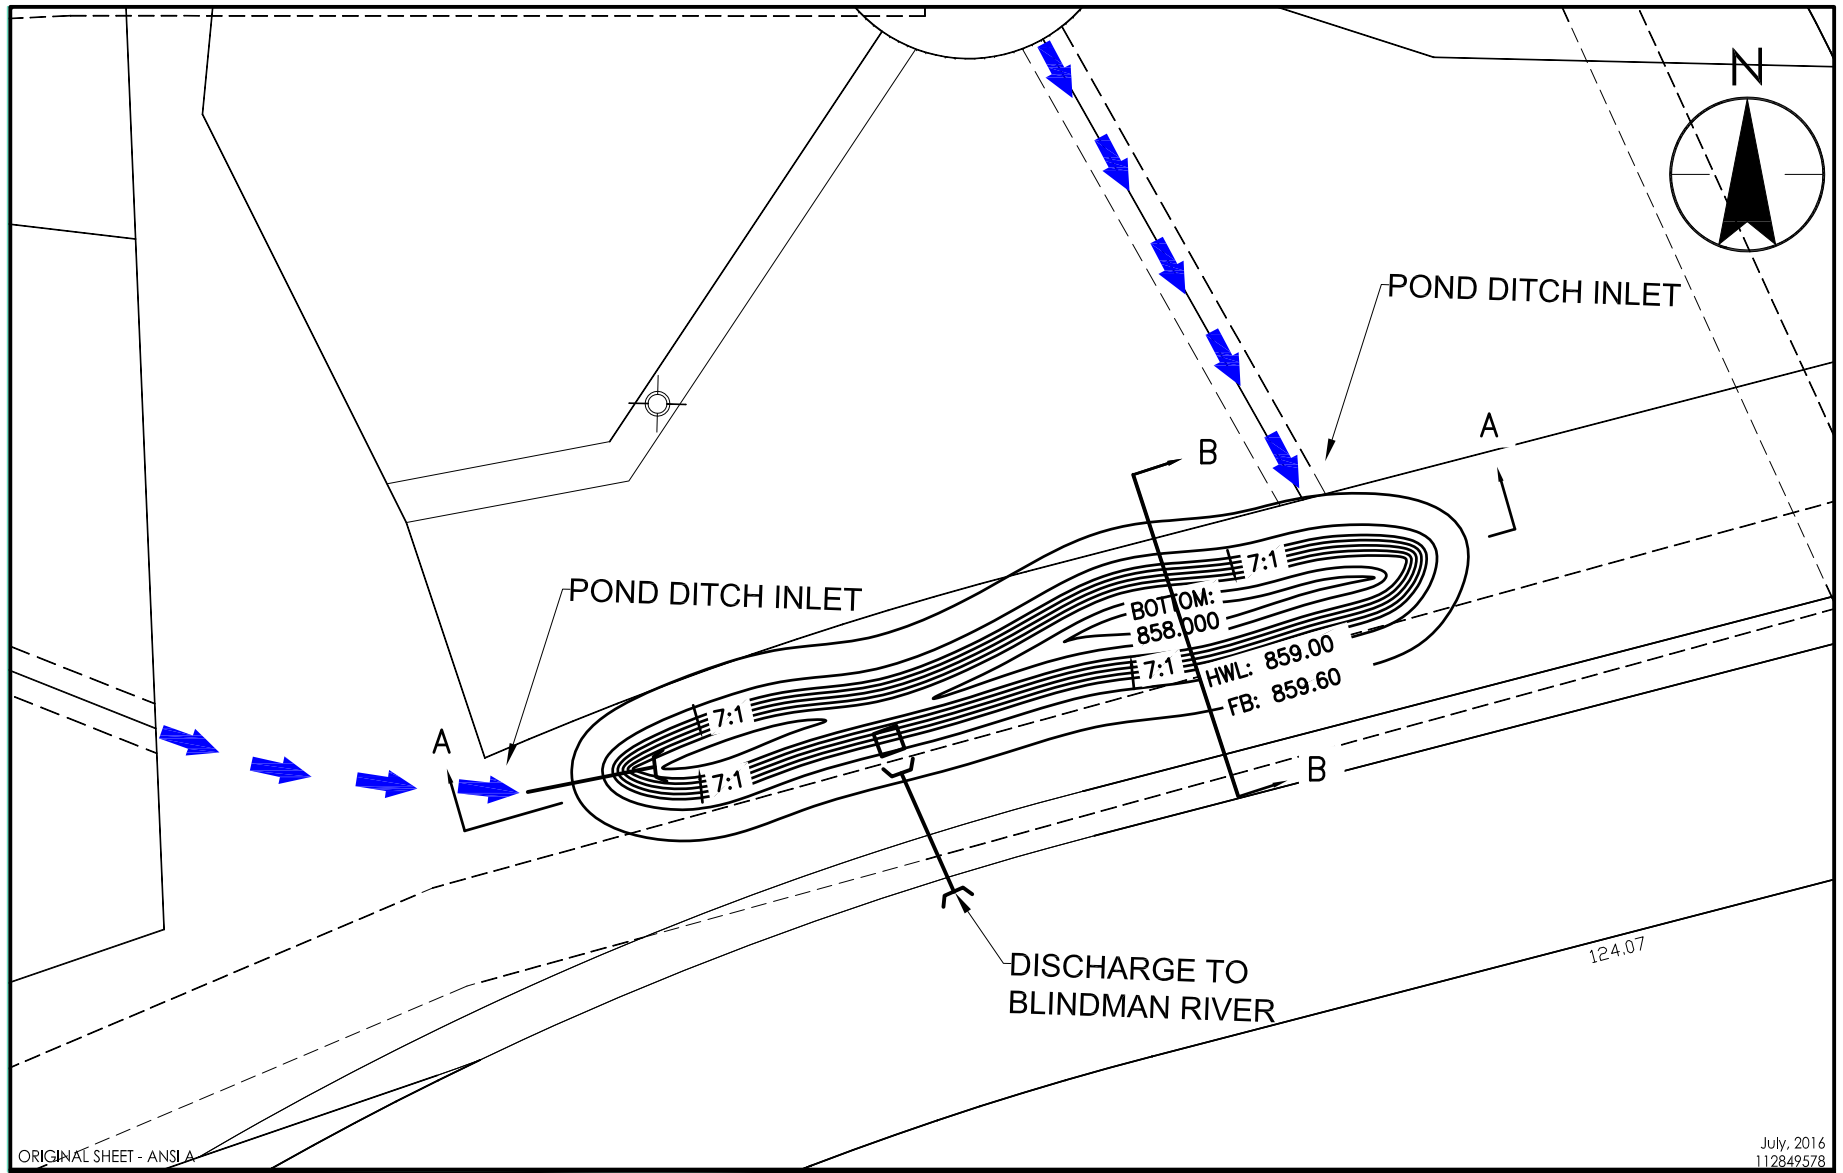 N
POND DITCH INLET
A
B
7:1
BOTTOM:
858.000
POND DITCH INLET
7:1
HWL: 859.00
FB: 859.60
7:1
A
7:1
B
DISCHARGE TO
BLINDMAN RIVER
124.07
ORIGINAL SHEET - ANSI A
July, 2016
112849578